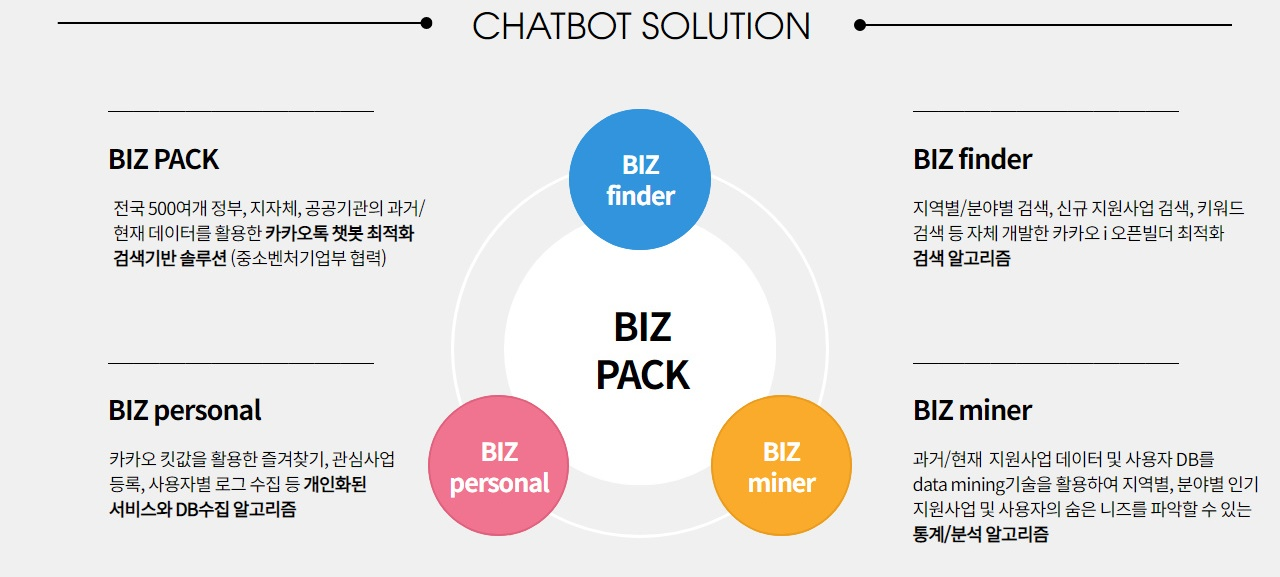 CHATBOT SOLUTION
BIZ PACK
전국 500여개 정부, 지자체, 공공기관의 과거/
현재 데이터를 활용한 카카오톡 챗봇 최적화
검색기반 솔루션 (중소벤처기업부 협력)
BIZ
finder
BIZ finder
지역별/분야별 검색, 신규 지원사업 검색, 키워드
검색 등 자체 개발한 카카오 i 오픈빌더 최적화
검색 알고리즘
BIZ
PACK
BIZ personal
카카오 킷값을 활용한 즐겨찾기, 관심사업
등록, 사용자별 로그 수집 등 개인화된
서비스와 DB수집 알고리즘
BIZ
personal
BIZ
miner
BIZ miner
과거/현재 지원사업 데이터 및 사용자 DB를
data mining기술을 활용하여 지역별, 분야별 인기
지원사업 및 사용자의 숨은 니즈를 파악할 수 있는
통계/분석 알고리즘